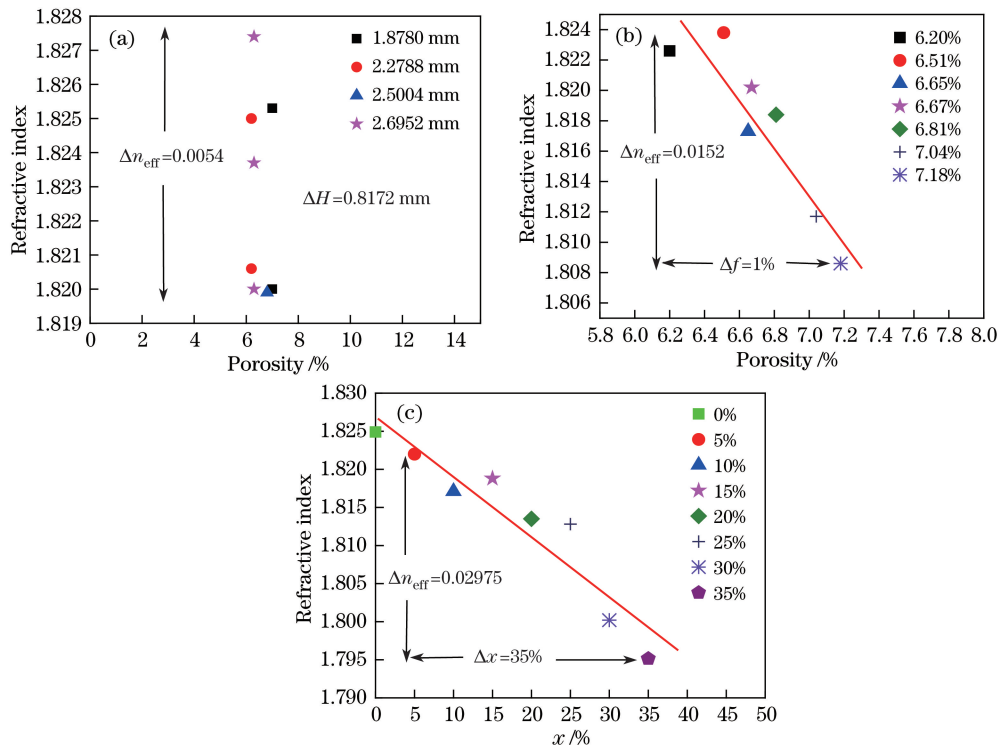 (a)
1.828
1.827
1.826
1.825
1.824
1.823
1.822
1.821
1.820
1.819
Refractive index
1.8780 mm
2.2788 mm
2.5004 mm
2.6952 mm
Δn_eff=0.0054
ΔH=0.8172 mm
0 2 4 6 8 10 12 14
Porosity /%
(b)
1.824
1.822
1.820
1.818
1.816
1.814
1.812
1.810
1.808
1.806
Refractive index
6.20%
6.51%
6.65%
6.67%
6.81%
7.04%
7.18%
Δn_eff=0.0152
Δf=1%
5.8 6.0 6.2 6.4 6.6 6.8 7.0 7.2 7.4 7.6 7.8 8.0
Porosity /%
(c)
1.830
1.825
1.820
1.815
1.810
1.805
1.800
1.795
1.790
Refractive index
0%
5%
10%
15%
20%
25%
30%
35%
Δn_eff=0.02975
Δx=35%
0 5 10 15 20 25 30 35 40 45 50
x /%